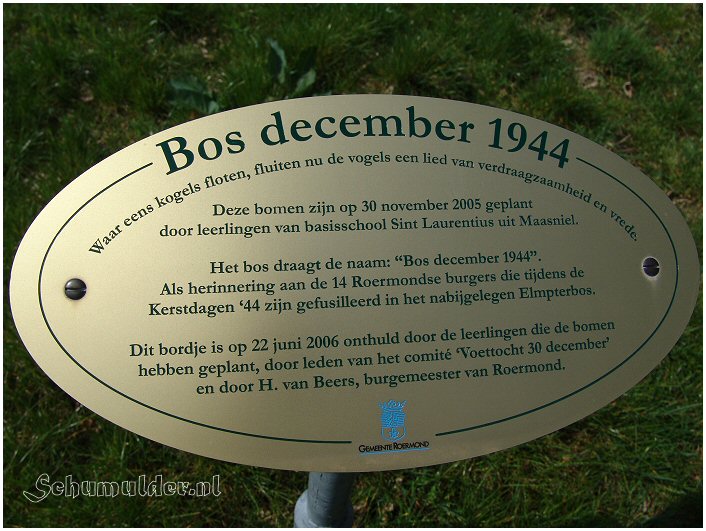 Bos december 1944
Waar eens kogels floten, fluiten nu de vogels een lied van verdraagzaamheid en vrede.
Deze bomen zijn op 30 november 2005 geplant
door leerlingen van basisschool Sint Laurentius uit Maasniel.
Het bos draagt de naam: “Bos december 1944”.
Als herinnering aan de 14 Roermondse burgers die tijdens de
Kerstdagen ‘44 zijn gefusilleerd in het nabijgelegen Elmpterbos.
Dit bordje is op 22 juni 2006 onthuld door de leerlingen die de bomen
hebben geplant, door leden van het comité ‘Voettocht 30 december’
en door H. van Beers, burgemeester van Roermond.
GEMEENTE ROERMOND
Schumulder.nl